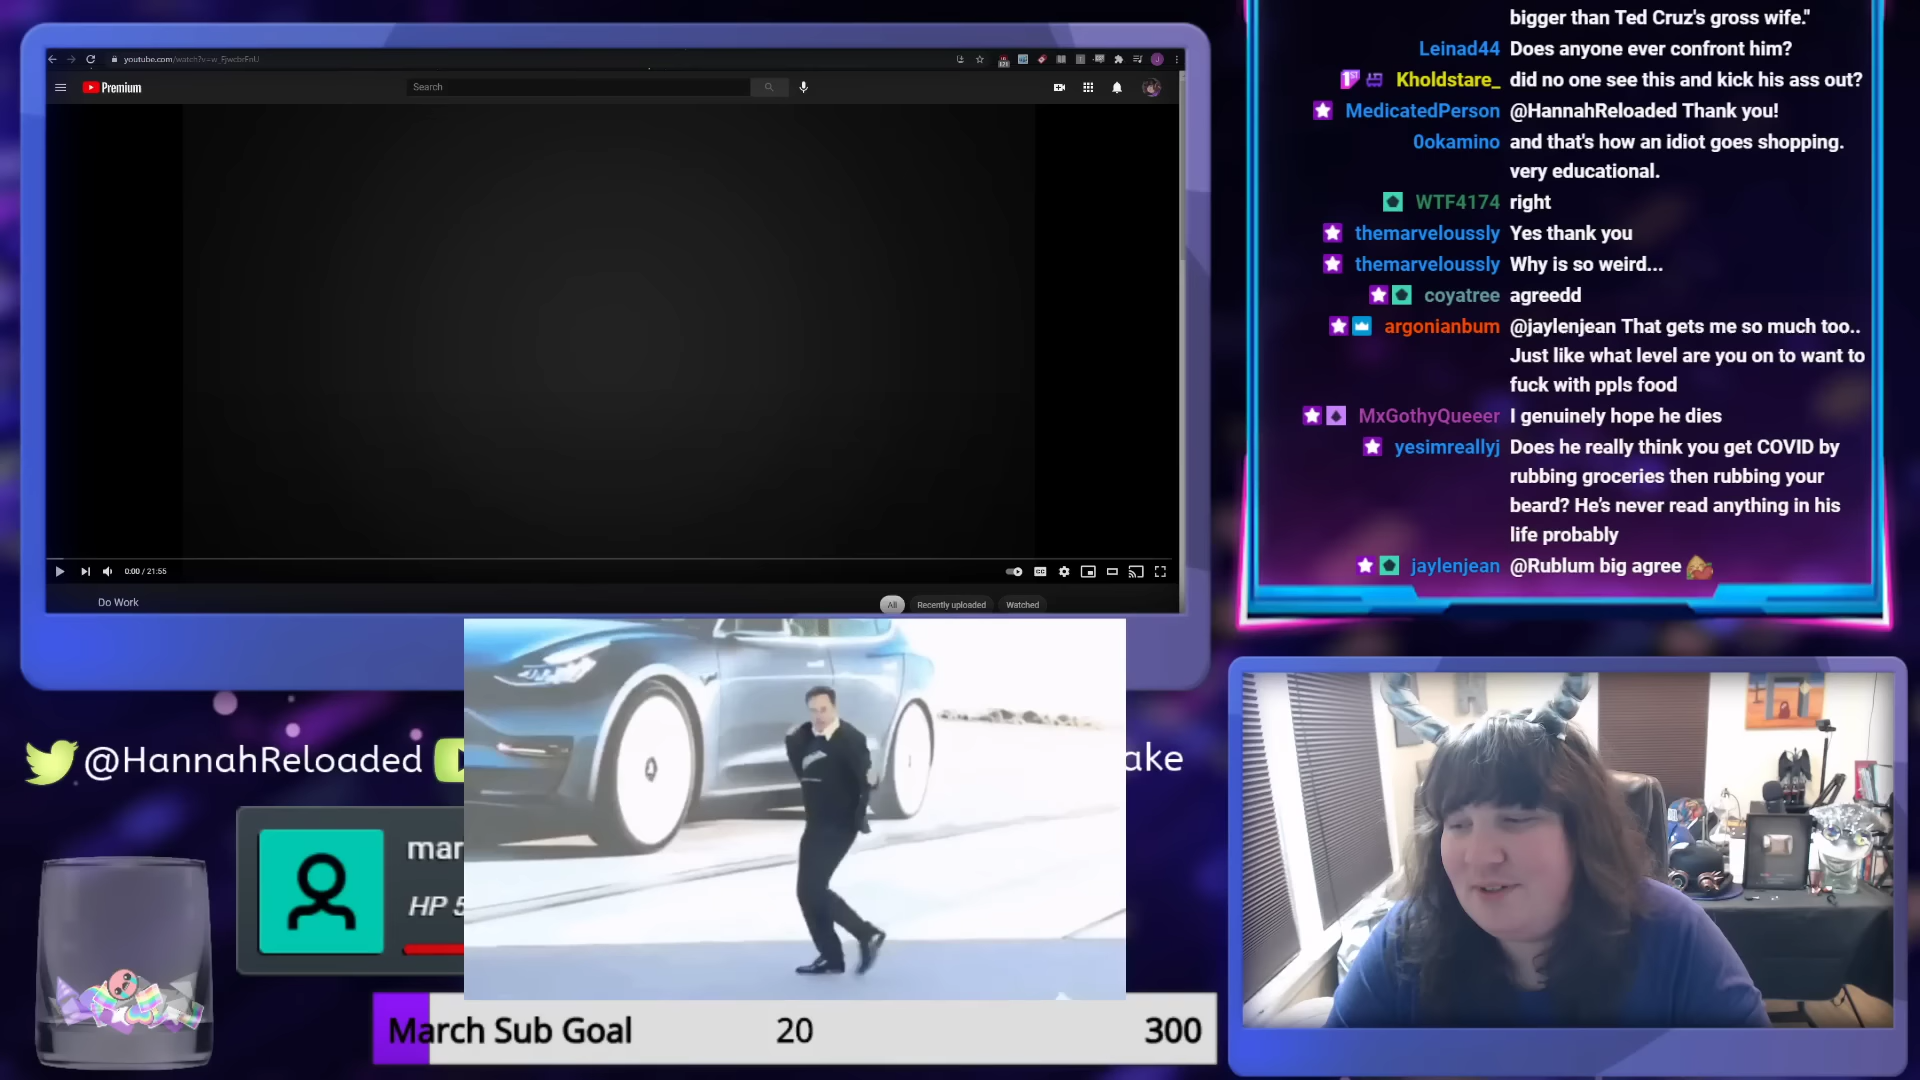 youtube.com/watch?v=w_FjwcbrFnU
Premium
Search
0:00 / 21:55
Do Work
All
Recently uploaded
Watched
bigger than Ted Cruz's gross wife."
Leinad44 Does anyone ever confront him?
Kholdstare_ did no one see this and kick his ass out?
MedicatedPerson @HannahReloaded Thank you!
0okamino and that's how an idiot goes shopping.
very educational.
WTF4174 right
themarveloussly Yes thank you
themarveloussly Why is so weird...
coyatree agreedd
argonianbum @jaylenjean That gets me so much too..
Just like what level are you on to want to
fuck with ppls food
MxGothyQueeer I genuinely hope he dies
yesimreallyj Does he really think you get COVID by
rubbing groceries then rubbing your
beard? He's never read anything in his
life probably
jaylenjean @Rublum big agree
@HannahReloaded
ake
mar
HP 5
March Sub Goal 20 300